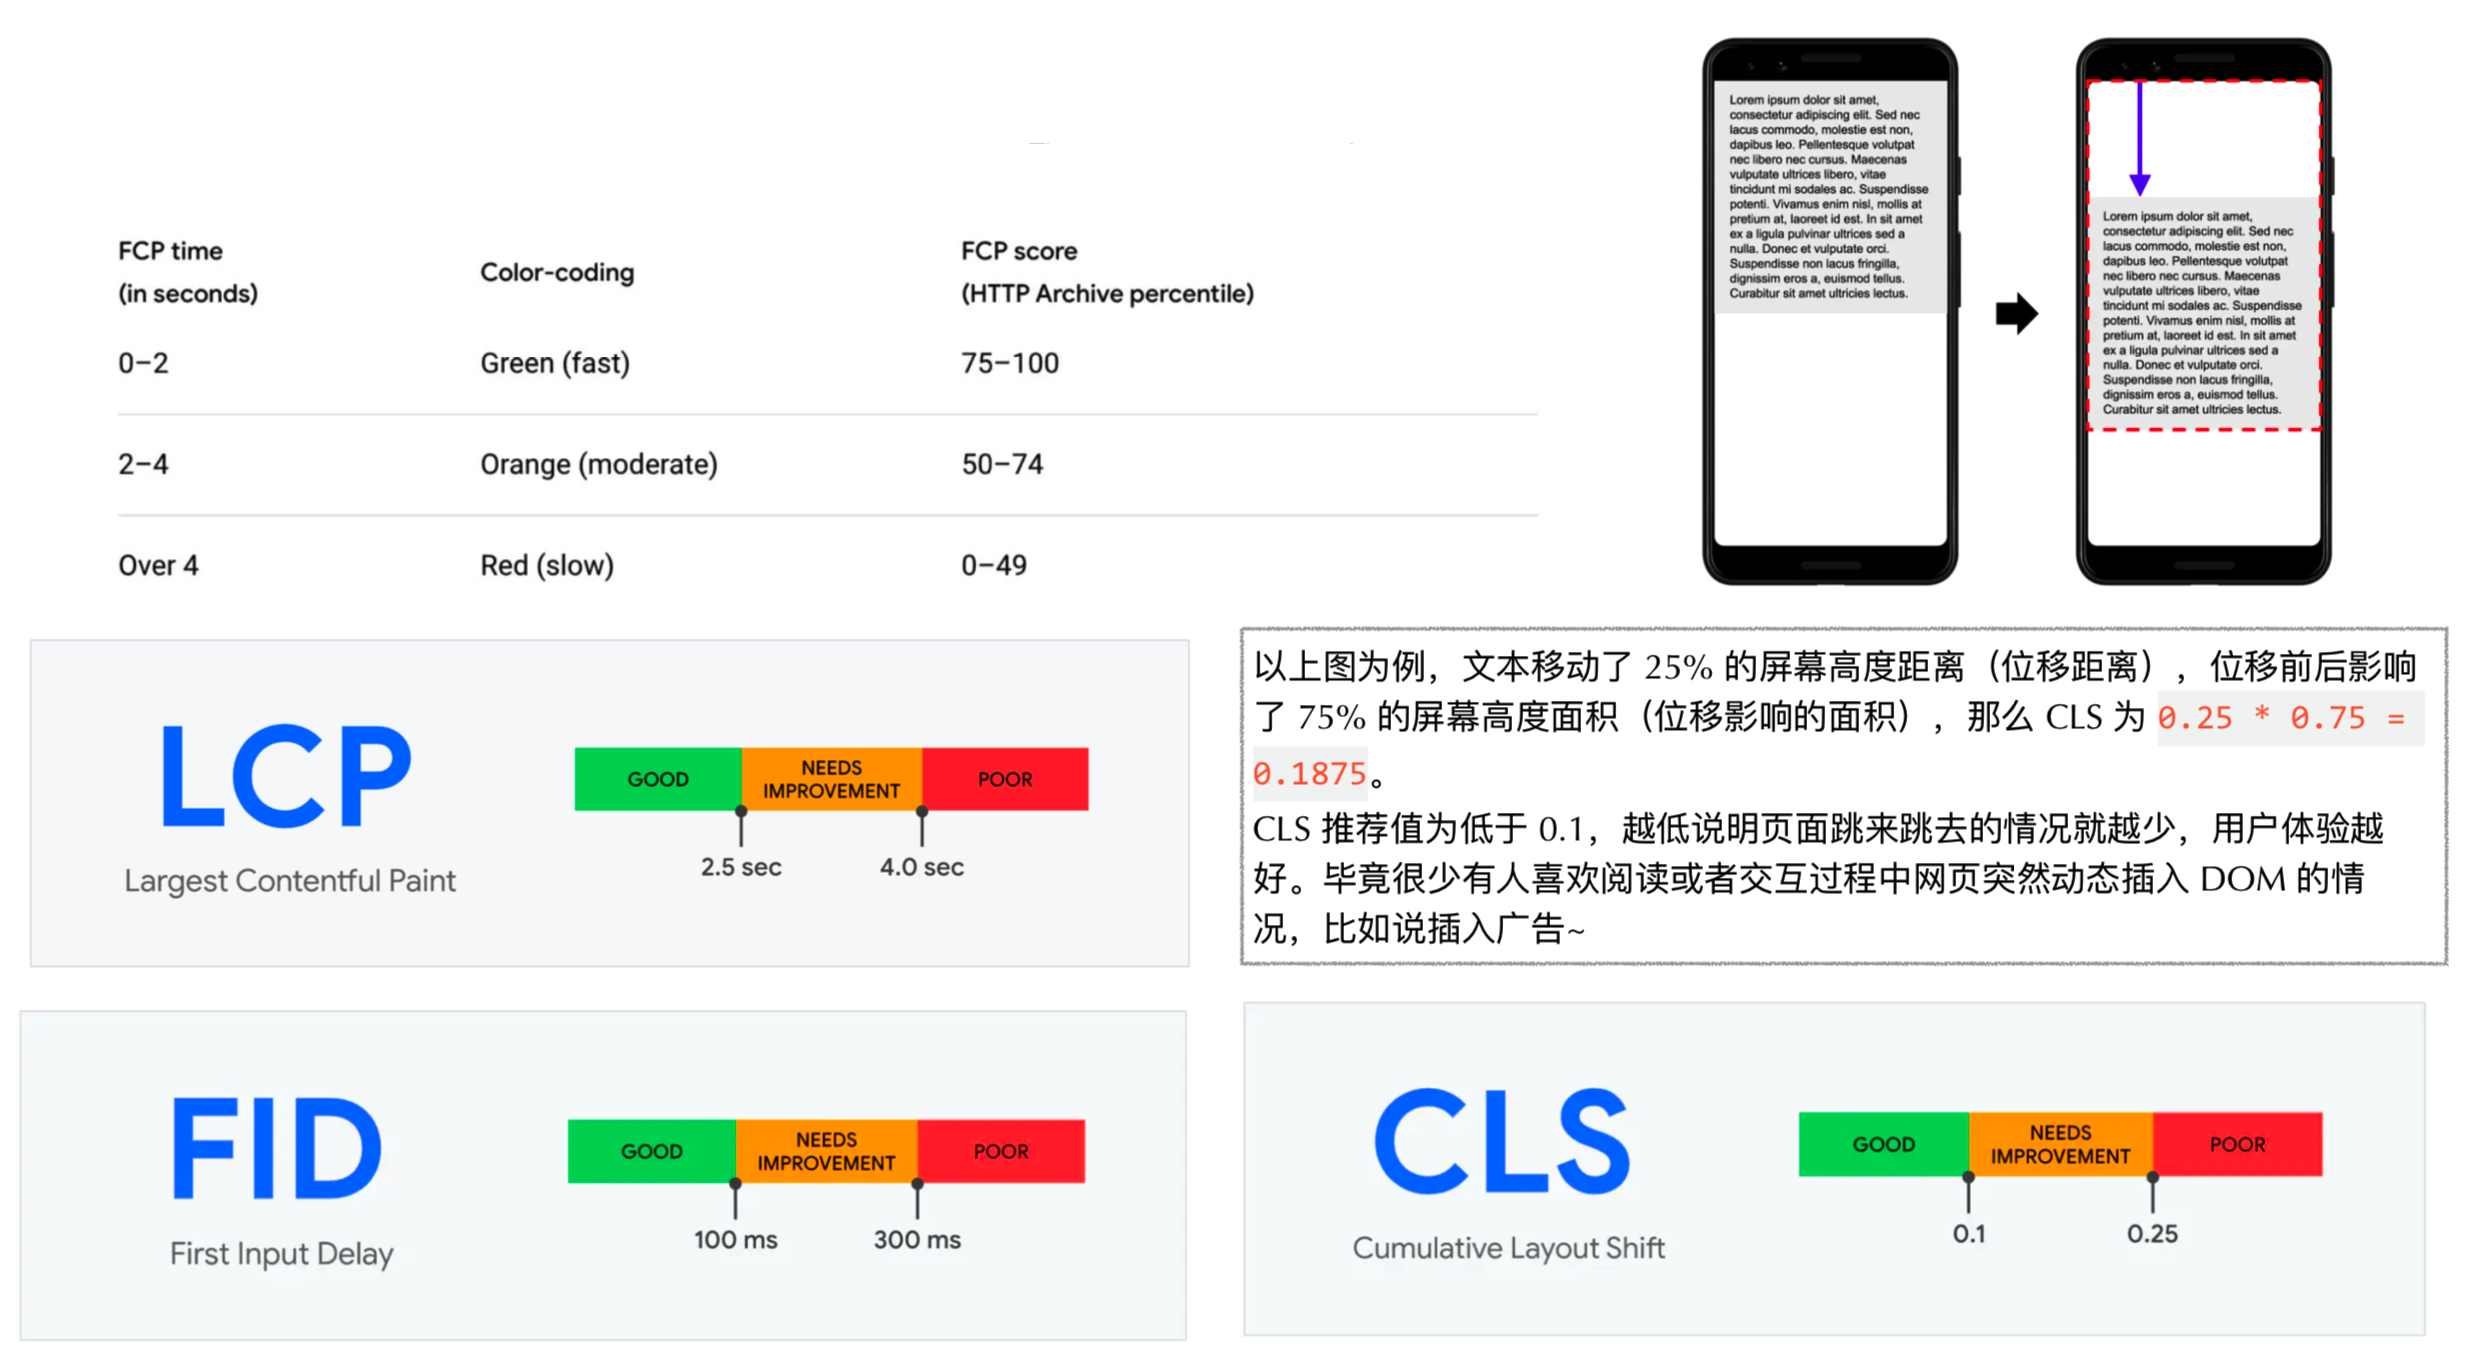 FCP time
(in seconds)
Color-coding
FCP score
(HTTP Archive percentile)
0–2
Green (fast)
75–100
2–4
Orange (moderate)
50–74
Over 4
Red (slow)
0–49
Lorem ipsum dolor sit amet,
consectetur adipiscing elit. Sed nec
lacus commodo, molestie est non,
dapibus leo. Pellentesque volutpat
nec libero nec cursus. Maecenas
vulputate ultrices libero, vitae
tincidunt mi sodales ac. Suspendisse
potenti. Vivamus enim nisl, mollis at
pretium at, laoreet id est. In sit amet
ex a ligula pulvinar ultrices sed a
nulla. Donec et vulputate orci.
Suspendisse non lacus fringilla,
dignissim eros a, euismod tellus.
Curabitur sit amet ultricies lectus.
Lorem ipsum dolor sit amet,
consectetur adipiscing elit. Sed nec
lacus commodo, molestie est non,
dapibus leo. Pellentesque volutpat
nec libero nec cursus. Maecenas
vulputate ultrices libero, vitae
tincidunt mi sodales ac. Suspendisse
potenti. Vivamus enim nisl, mollis at
pretium at, laoreet id est. In sit amet
ex a ligula pulvinar ultrices sed a
nulla. Donec et vulputate orci.
Suspendisse non lacus fringilla,
dignissim eros a, euismod tellus.
Curabitur sit amet ultricies lectus.
LCP
Largest Contentful Paint
GOOD
NEEDS
IMPROVEMENT
POOR
2.5 sec
4.0 sec
以上图为例，文本移动了 25% 的屏幕高度距离（位移距离），位移前后影响
了 75% 的屏幕高度面积（位移影响的面积），那么 CLS 为 0.25 * 0.75 =
0.1875。
CLS 推荐值为低于 0.1，越低说明页面跳来跳去的情况就越少，用户体验越
好。毕竟很少有人喜欢阅读或者交互过程中网页突然动态插入 DOM 的情
况，比如说插入广告~
FID
First Input Delay
GOOD
NEEDS
IMPROVEMENT
POOR
100 ms
300 ms
CLS
Cumulative Layout Shift
GOOD
NEEDS
IMPROVEMENT
POOR
0.1
0.25